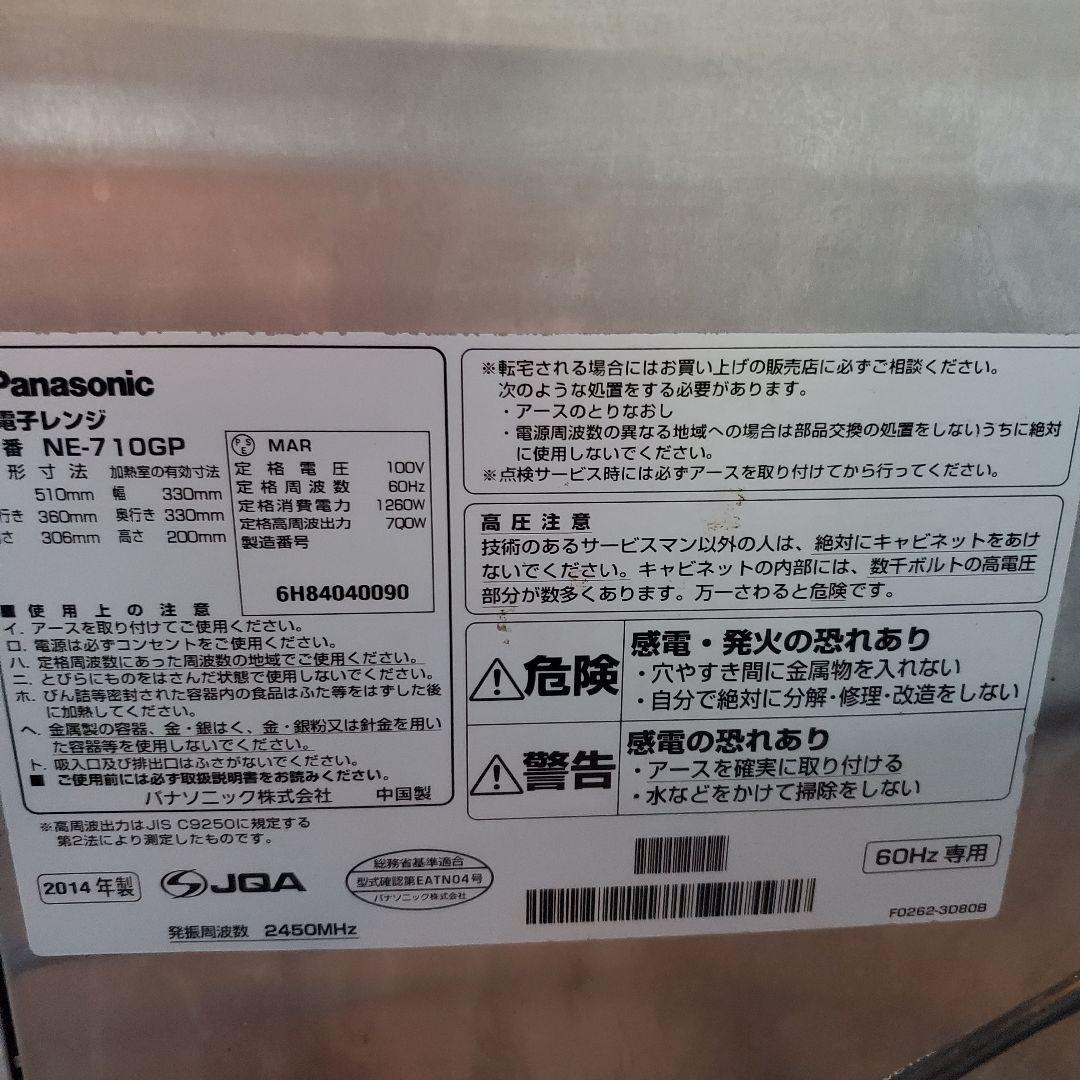 Panasonic
電子レンジ
番 NE-710GP
形寸法 加熱室の有効寸法
510mm 幅 330mm
行き 360mm 奥行き 330mm
さ 306mm 高さ 200mm
PSE MAR
定格電圧 100V
定格周波数 60Hz
定格消費電力 1260W
定格高周波出力 700W
製造番号
6H84040090
■ 使用上の注意
イ. アースを取り付けてご使用ください。
ロ. 電源は必ずコンセントをご使用ください。
ハ. 定格周波数にあった周波数の地域でご使用ください。
ニ. とびらにものをはさんだ状態で使用しないでください。
ホ. びん詰等密封された容器内の食品はふた等をはずした後
に加熱してください。
ヘ. 金属製の容器、金・銀はく、金・銀粉又は針金を用い
た容器等を使用しないでください。
ト. 吸入口及び排出口はふさがないでください。
■ ご使用前には必ず取扱説明書をお読みください。
パナソニック株式会社 中国製
※高周波出力はJIS C9250に規定する
第2法により測定したものです。
2014年製
JQA
総務省基準適合
型式確認第EATN04号
パナソニック株式会社
発振周波数 2450MHz
※転宅される場合にはお買い上げの販売店に必ずご相談ください。
次のような処置をする必要があります。
・アースのとりなおし
・電源周波数の異なる地域への場合は部品交換の処置をしないうちに絶対
に使用しないでください。
※点検サービス時には必ずアースを取り付けてから行ってください。
高圧注意
技術のあるサービスマン以外の人は、絶対にキャビネットをあけ
ないでください。キャビネットの内部には、数千ボルトの高電圧
部分が数多くあります。万一さわると危険です。
危険
感電・発火の恐れあり
・穴やすき間に金属物を入れない
・自分で絶対に分解・修理・改造をしない
警告
感電の恐れあり
・アースを確実に取り付ける
・水などをかけて掃除をしない
60Hz専用
F0262-3D80B